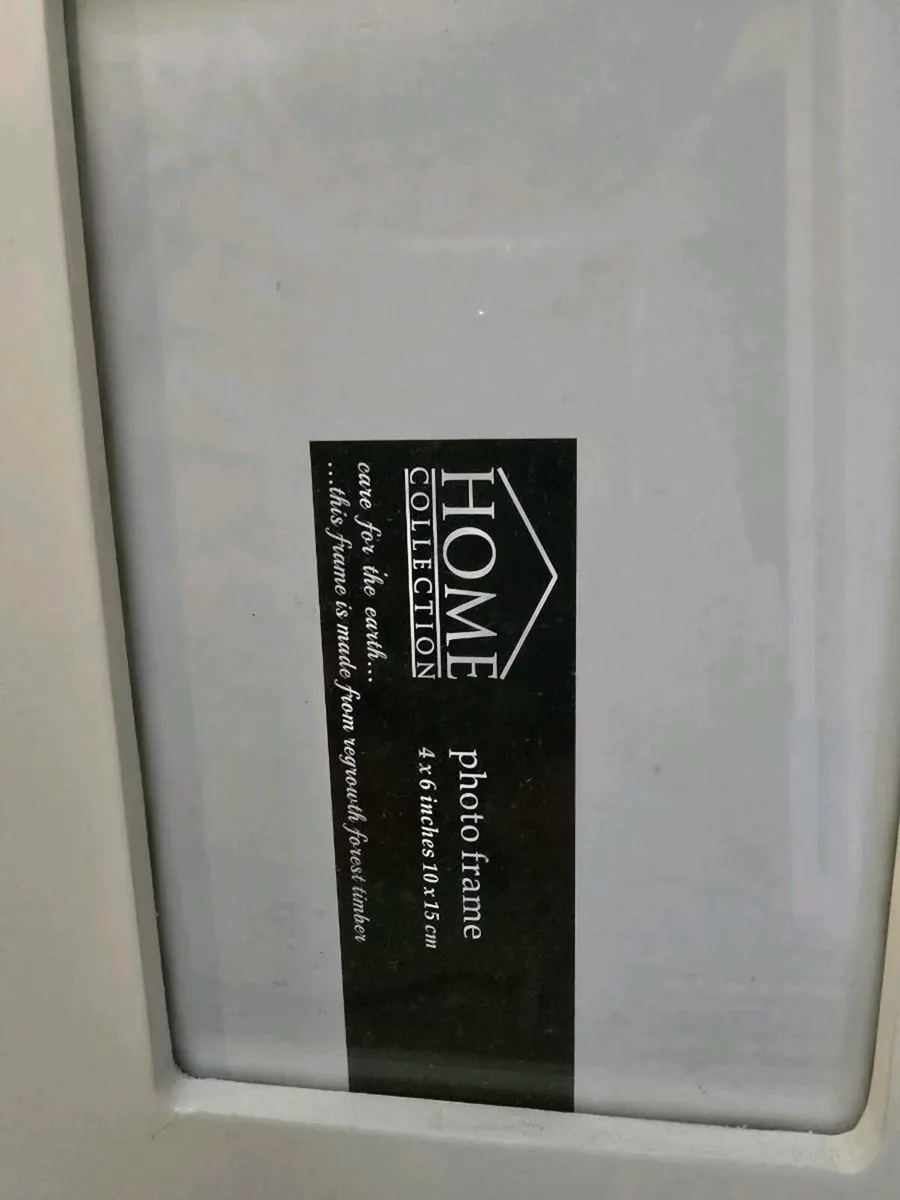 HOME
COLLECTION
photo frame
4 x 6 inches 10 x 15 cm
care for the earth...
...this frame is made from regrowth forest timber